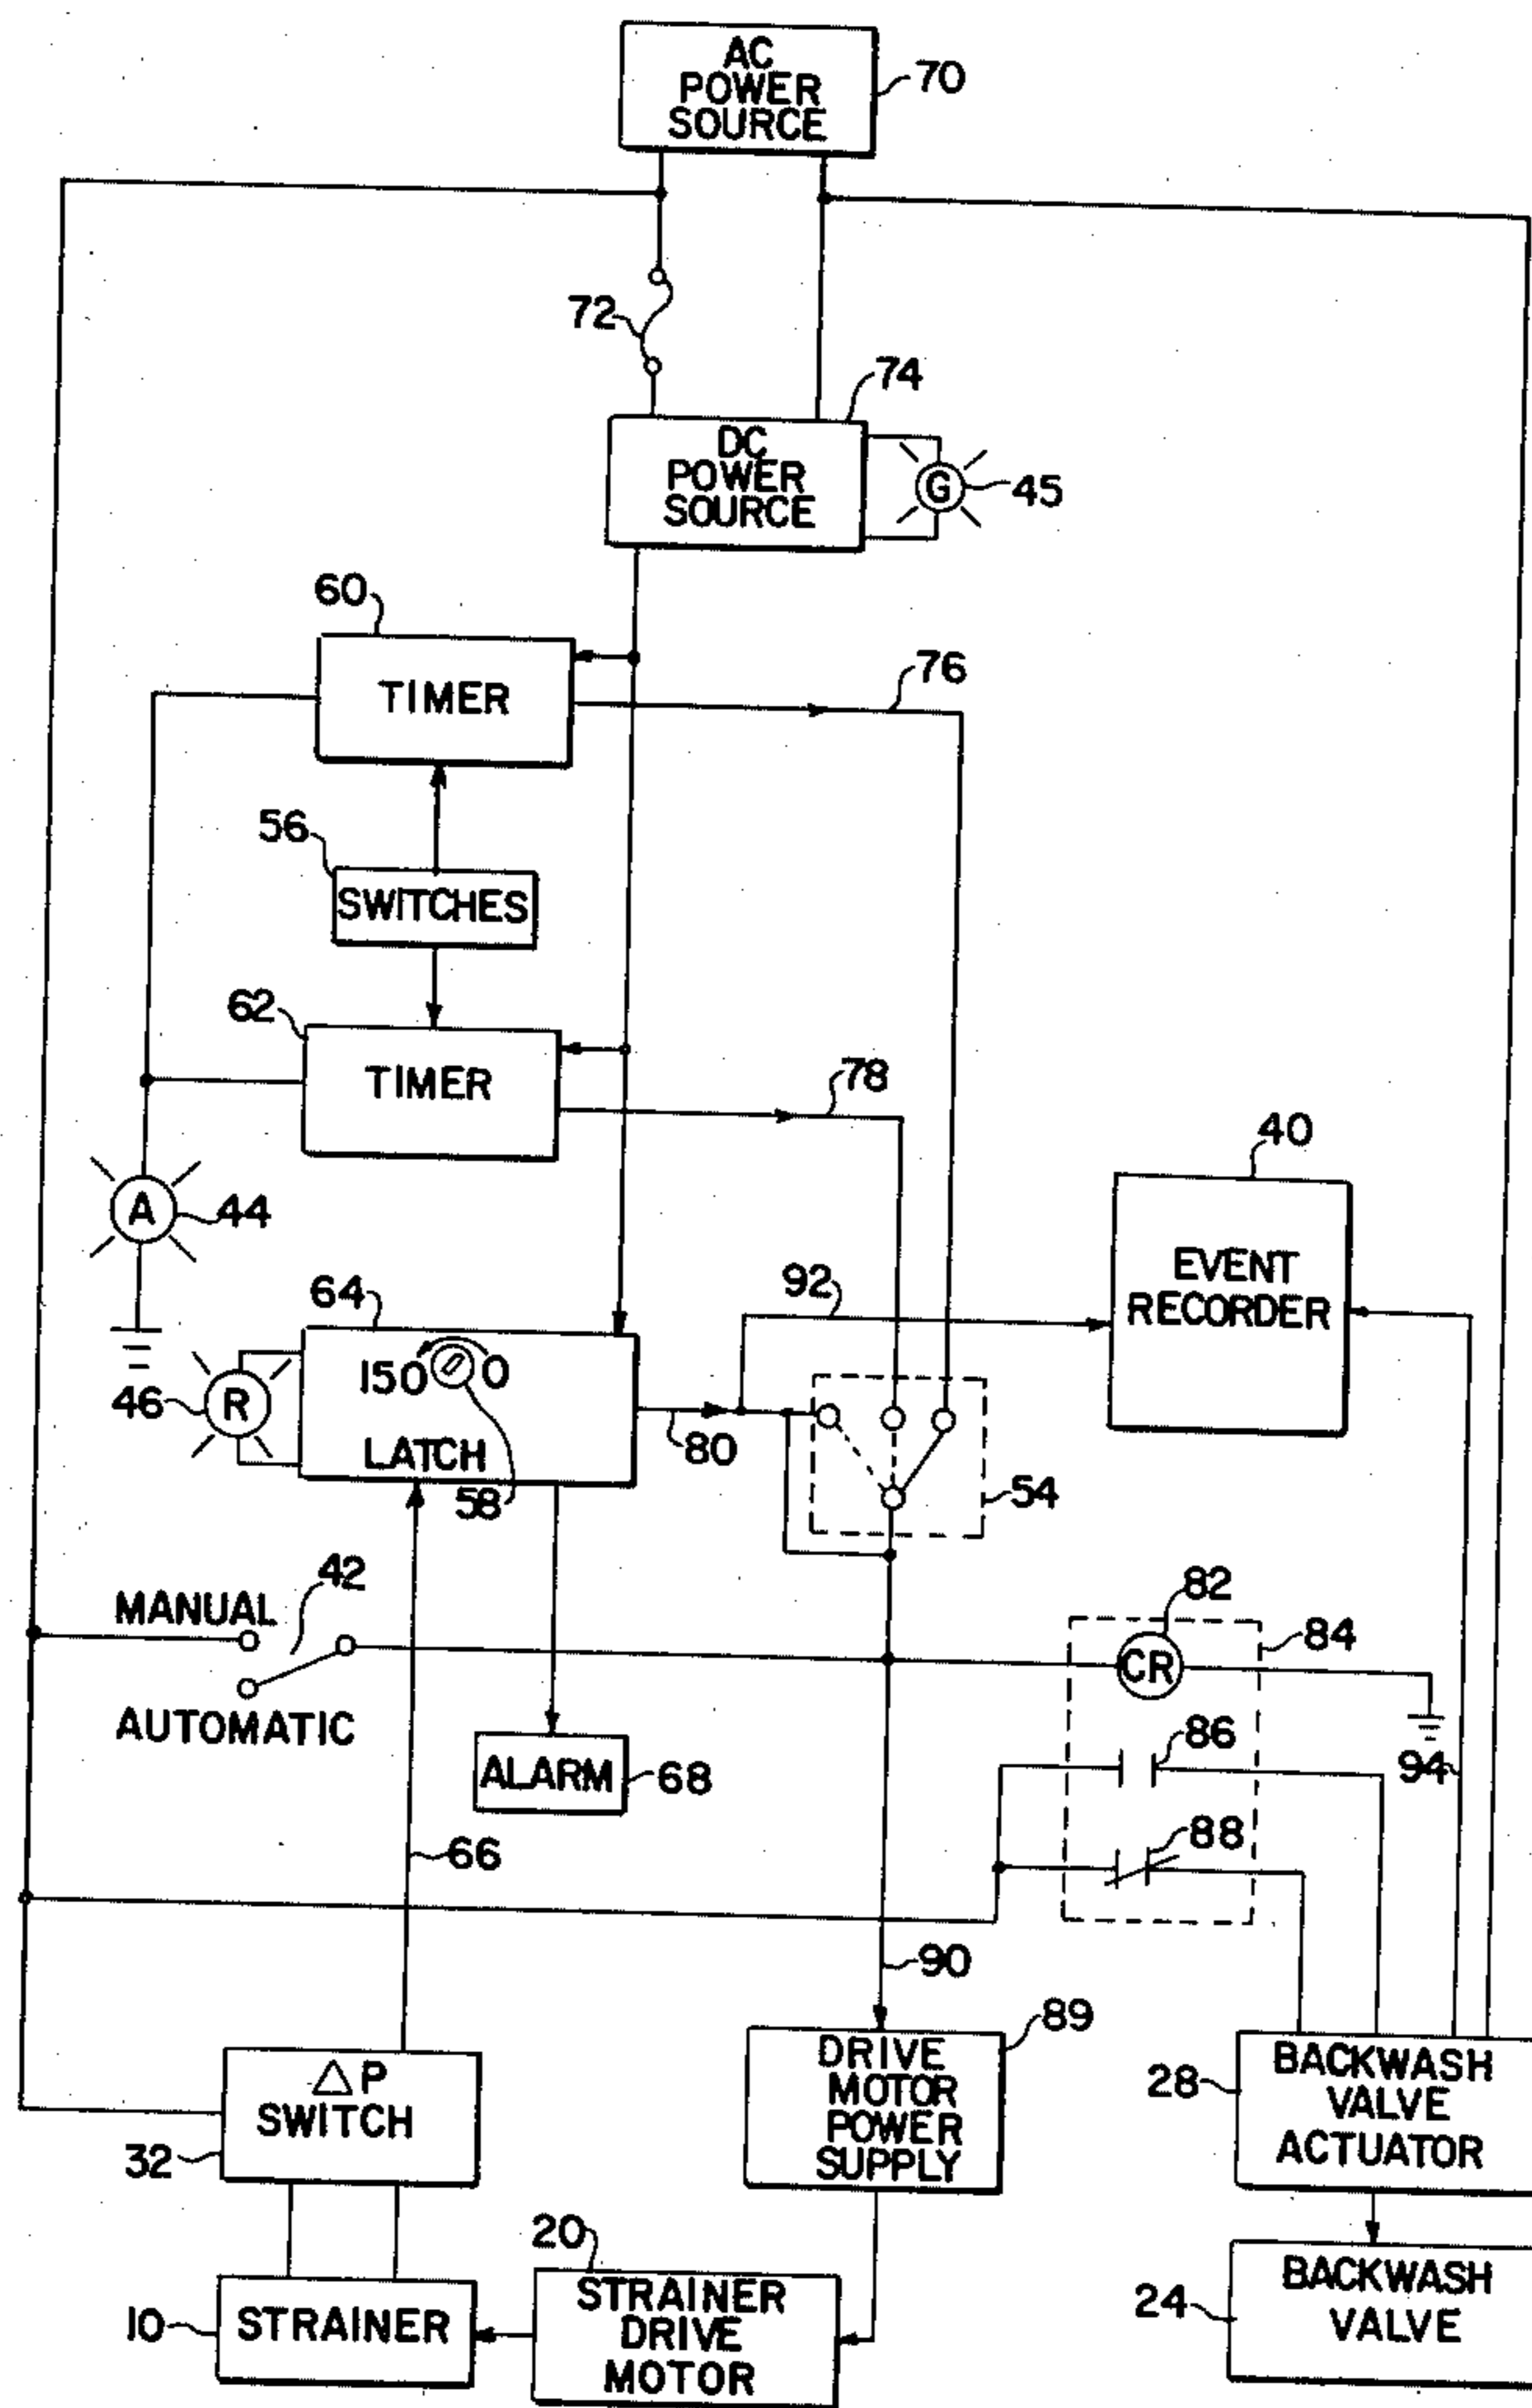 AC
POWER
SOURCE
70
72
74
DC
POWER
SOURCE
G
45
60
TIMER
76
56
SWITCHES
62
TIMER
78
40
A
44
EVENT
RECORDER
64
92
150
0
46
R
LATCH
80
58
54
42
MANUAL
82
84
CR
AUTOMATIC
86
94
ALARM
68
88
66
90
89
△P
SWITCH
DRIVE
MOTOR
POWER
SUPPLY
28
BACKWASH
VALVE
ACTUATOR
32
20
10
STRAINER
STRAINER
DRIVE
MOTOR
24
BACKWASH
VALVE